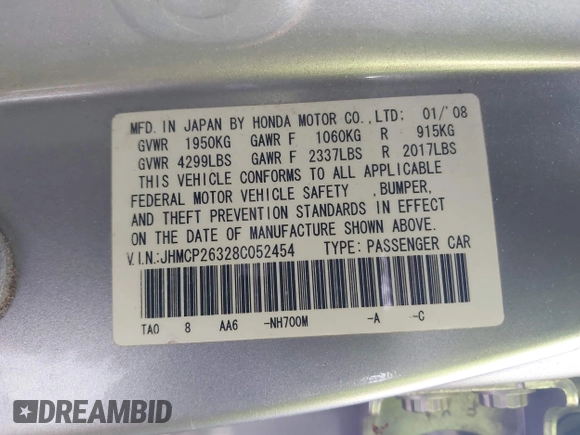 MFD. IN JAPAN BY HONDA MOTOR CO., LTD; 01/'08
GVWR 1950KG GAWR F 1060KG R 915KG
GVWR 4299LBS GAWR F 2337LBS R 2017LBS
THIS VEHICLE CONFORMS TO ALL APPLICABLE
FEDERAL MOTOR VEHICLE SAFETY ,BUMPER,
AND THEFT PREVENTION STANDARDS IN EFFECT
ON THE DATE OF MANUFACTURE SHOWN ABOVE.
V.I.N:JHMCP26328C052454 TYPE: PASSENGER CAR
TA0 8 AA6 -NH700M -A -C
DREAMBID